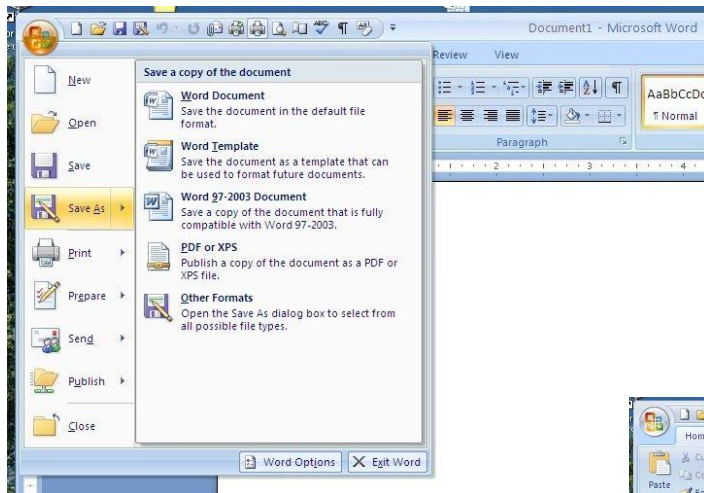 Document1 - Microsoft Word
Review View
New
Open
Save
Save As
Print
Prepare
Send
Publish
Close
Save a copy of the document
Word Document
Save the document in the default file
format.
Word Template
Save the document as a template that can
be used to format future documents.
Word 97-2003 Document
Save a copy of the document that is fully
compatible with Word 97-2003.
PDF or XPS
Publish a copy of the document as a PDF or
XPS file.
Other Formats
Open the Save As dialog box to select from
all possible file types.
AaBbCcDc
¶ Normal
Paragraph
2 3 4
Word Options Exit Word
Hom
Paste